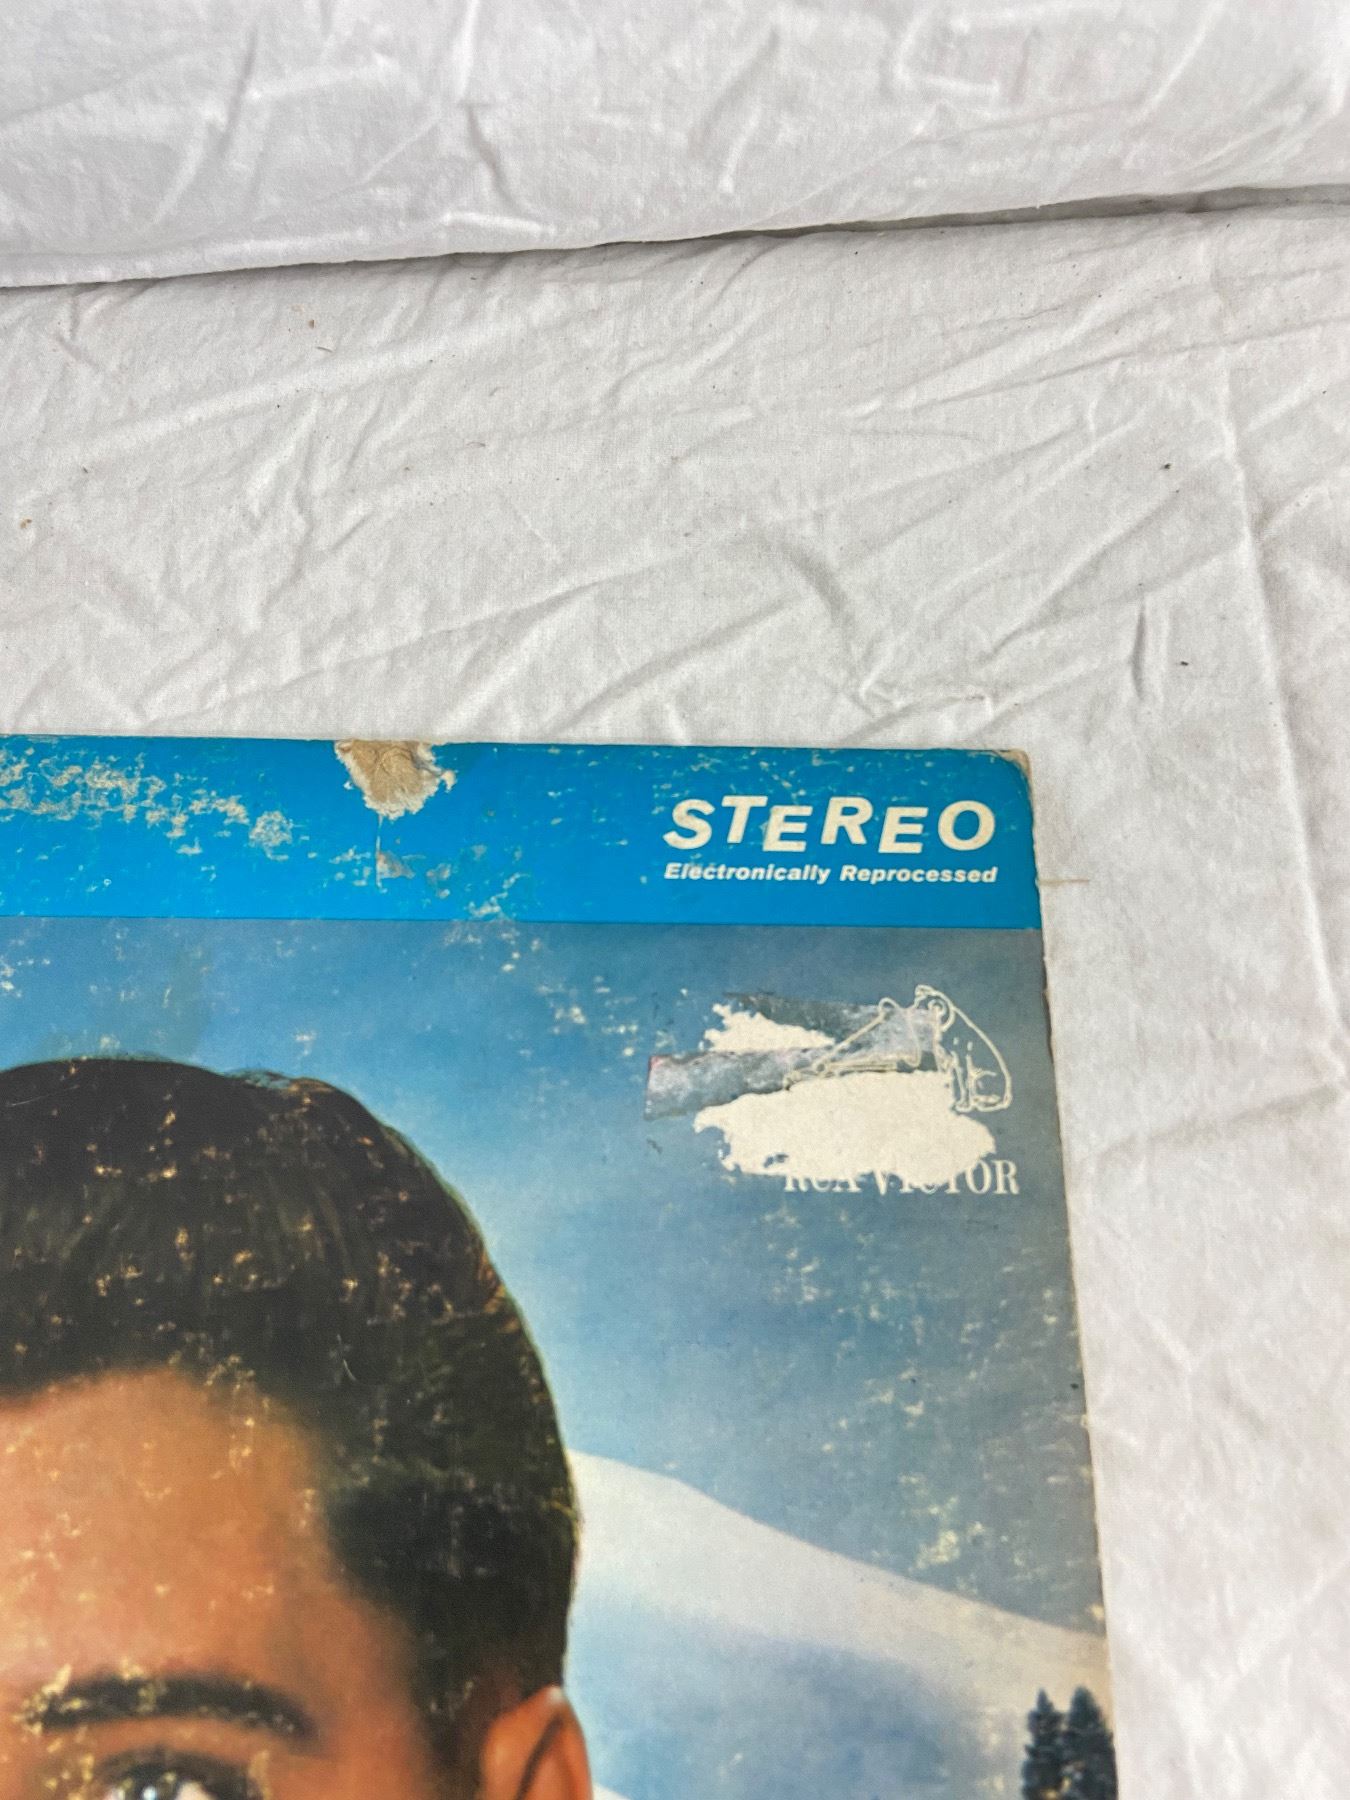 STEREO
Electronically Reprocessed
RCA VICTOR